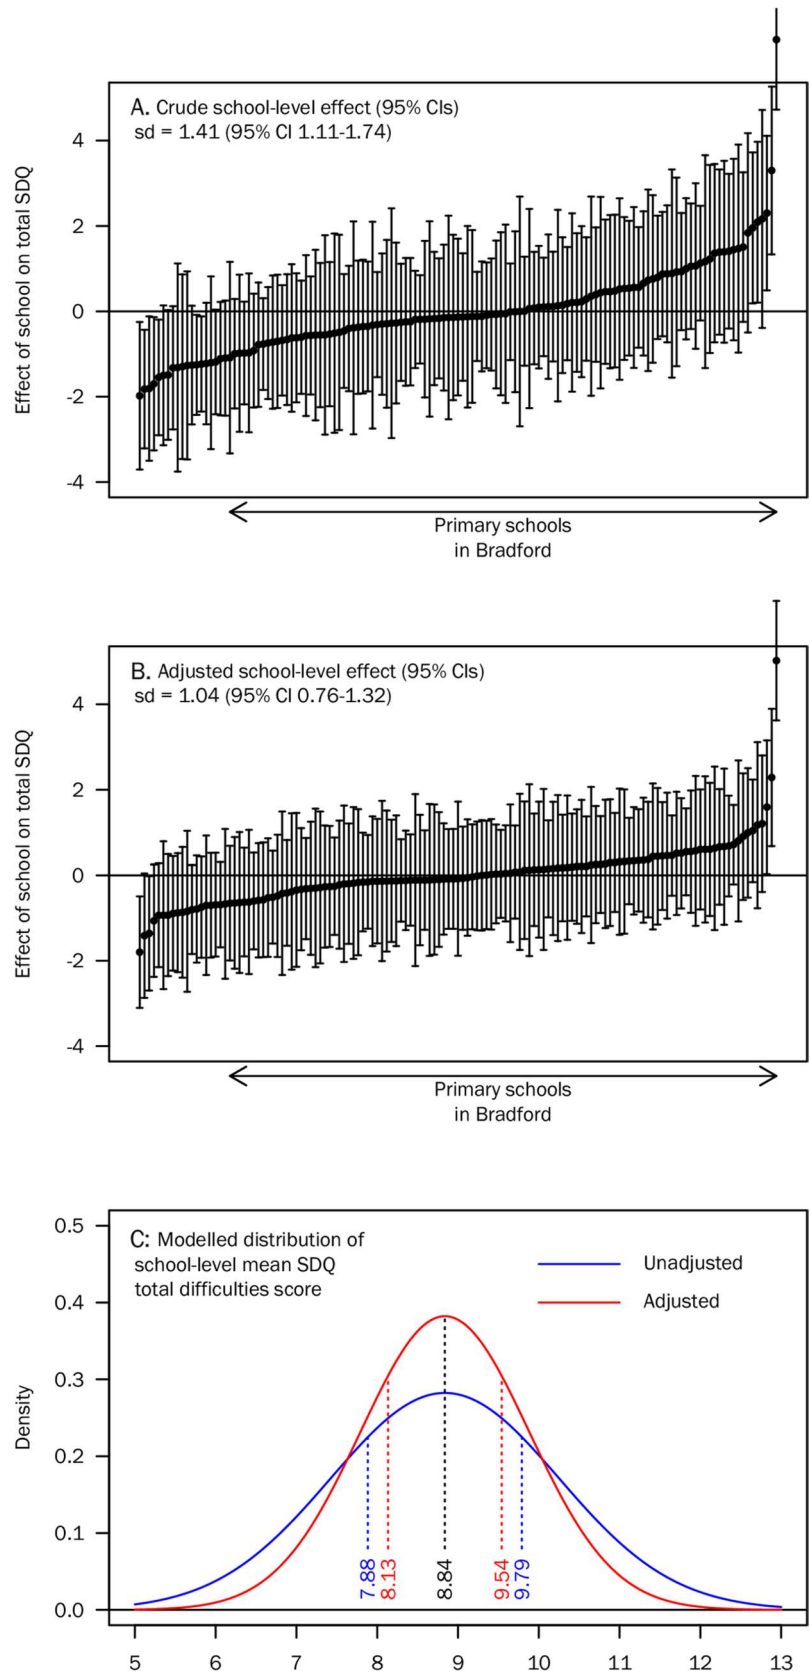 A. Crude school-level effect (95% CIs)
sd = 1.41 (95% CI 1.11-1.74)
Effect of school on total SDQ
4
2
0
-2
-4
Primary schools
in Bradford
B. Adjusted school-level effect (95% CIs)
sd = 1.04 (95% CI 0.76-1.32)
Effect of school on total SDQ
4
2
0
-2
-4
Primary schools
in Bradford
C: Modelled distribution of
school-level mean SDQ
total difficulties score
Unadjusted
Adjusted
Density
0.5
0.4
0.3
0.2
0.1
0.0
7.88
8.13
8.84
9.54
9.79
5 6 7 8 9 10 11 12 13